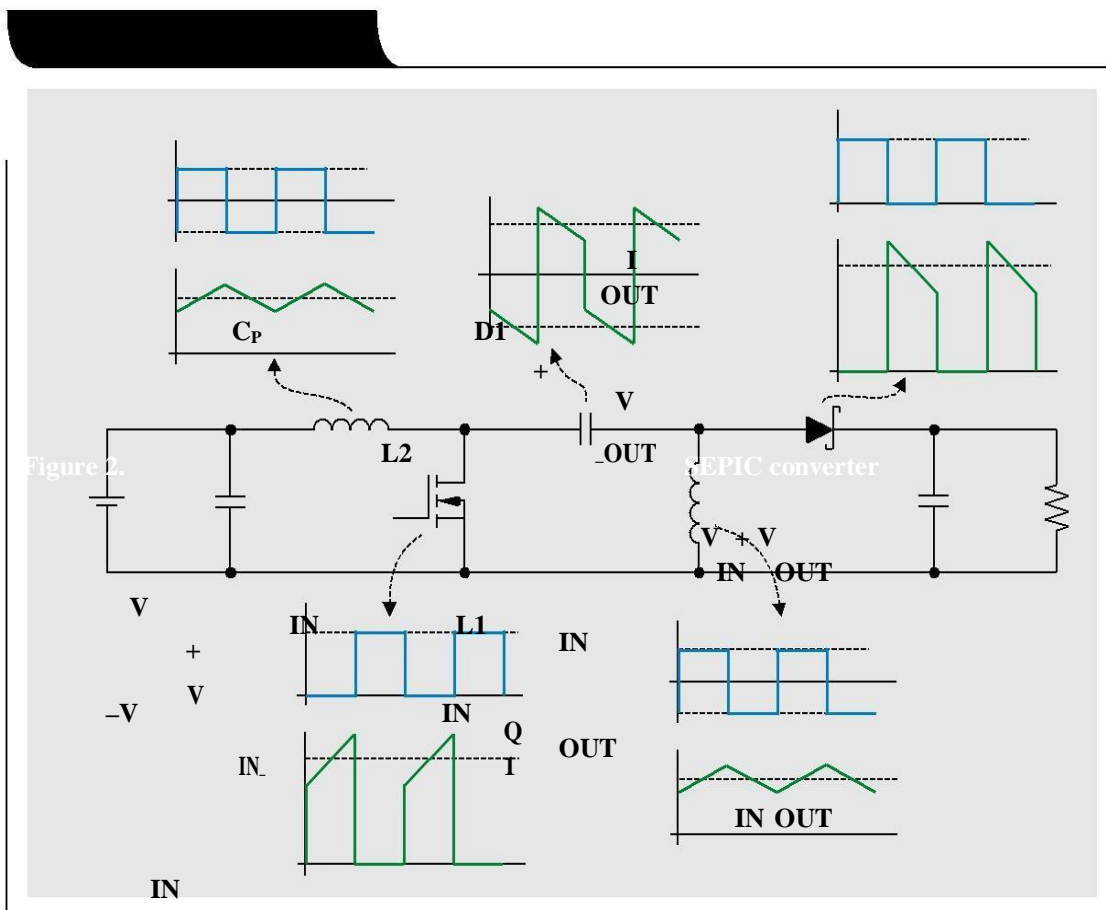 I
OUT
C_P
D1
+
V
L2
_OUT
Figure 2.
SEPIC converter
V + V
IN OUT
V
IN
L1
IN
+
V
–V
IN
Q
OUT
IN_
I
IN OUT
IN